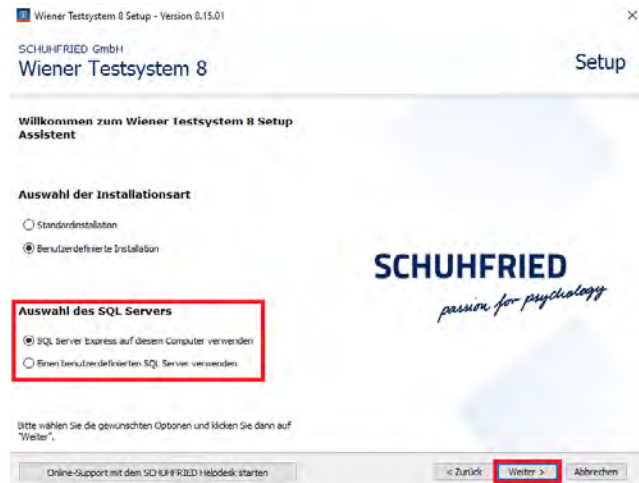 Wiener Testsystem 8 Setup - Version 8.15.01
SCHUHFRIED GmbH
Wiener Testsystem 8
Setup
Willkommen zum Wiener Testsystem 8 Setup
Assistent
Auswahl der Installationsart
Standardinstallation
Benutzerdefinierte Installation
SCHUHFRIED
passion for psychology
Auswahl des SQL Servers
SQL Server Express auf diesem Computer verwenden
Einen benutzerdefinierten SQL Server verwenden
Bitte wählen Sie die gewünschten Optionen und klicken Sie dann auf
"Weiter".
Online-Support mit dem SCHUHFRIED Helpdesk starten
< Zurück
Weiter >
Abbrechen